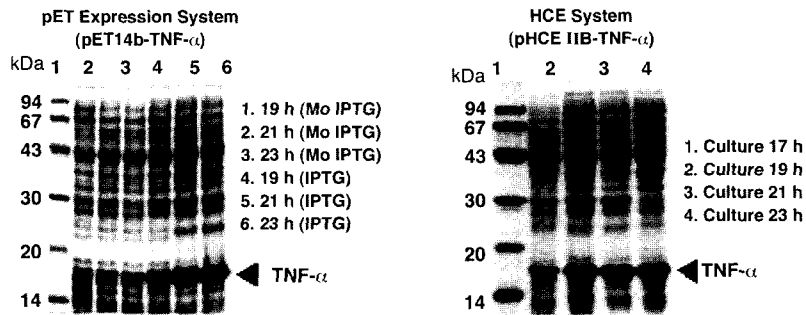 pET Expression System
(pET14b-TNF-α)
kDa 1 2 3 4 5 6
94
67
43
30
20
14
1. 19 h (Mo IPTG)
2. 21 h (Mo IPTG)
3. 23 h (Mo IPTG)
4. 19 h (IPTG)
5. 21 h (IPTG)
6. 23 h (IPTG)
TNF-α
HCE System
(pHCE IIB-TNF-α)
kDa 1 2 3 4
94
67
43
30
20
14
1. Culture 17 h
2. Culture 19 h
3. Culture 21 h
4. Culture 23 h
TNF-α